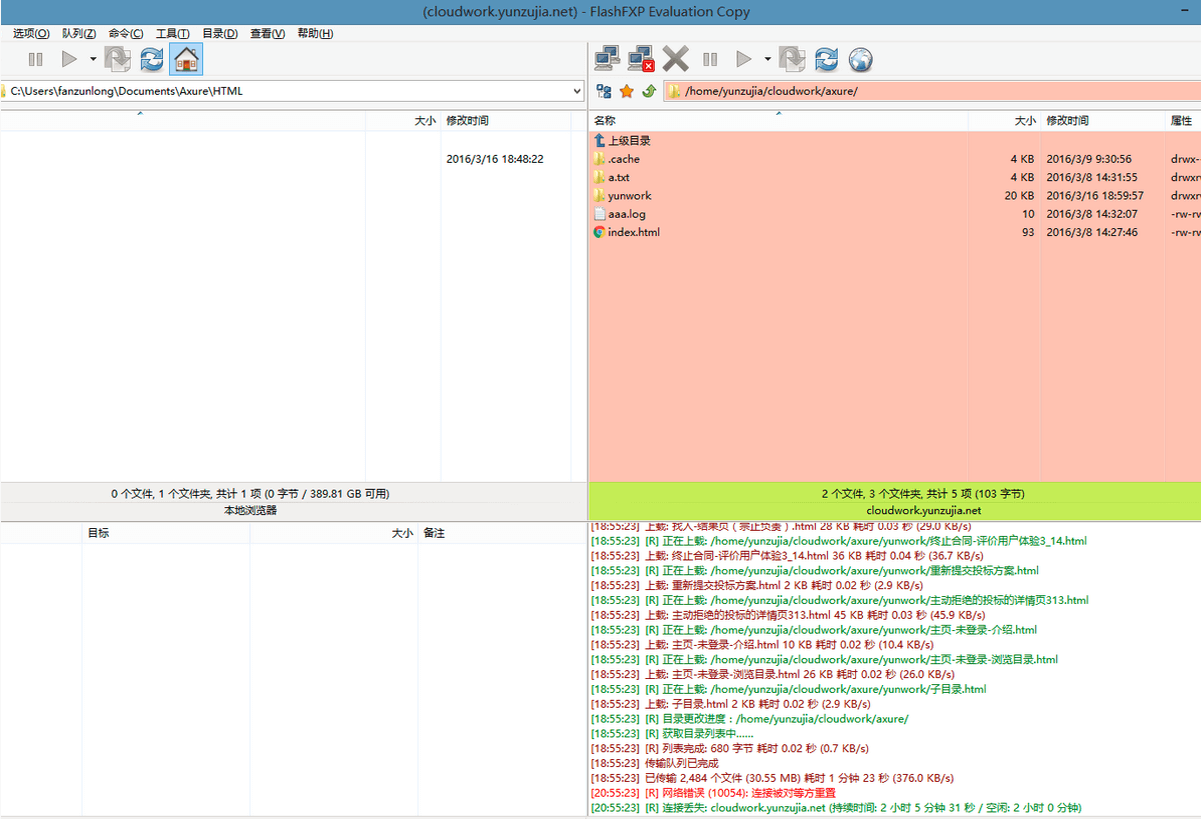 (cloudwork.yunzujia.net) - FlashFXP Evaluation Copy
选项(O) 队列(Z) 命令(C) 工具(T) 目录(D) 查看(V) 帮助(H)
C:\Users\fanzunlong\Documents\Axure\HTML
/home/yunzujia/cloudwork/axure/
大小 修改时间
2016/3/16 18:48:22
0 个文件, 1 个文件夹, 共计 1 项 (0 字节 / 389.81 GB 可用)
本地浏览器
名称 大小 修改时间 属性
上级目录
.cache 4 KB 2016/3/9 9:30:56 drwx-
a.txt 4 KB 2016/3/8 14:31:55 drwxr
yunwork 20 KB 2016/3/16 18:59:57 drwxr
aaa.log 10 2016/3/8 14:32:07 -rw-rw
index.html 93 2016/3/8 14:27:46 -rw-rw
2 个文件, 3 个文件夹, 共计 5 项 (103 字节)
cloudwork.yunzujia.net
目标 大小 备注
[18:55:23] 上载: 找人-结果页（禁止负责）.html 28 KB 耗时 0.03 秒 (29.0 KB/s)
[18:55:23] [R] 正在上载: /home/yunzujia/cloudwork/axure/yunwork/终止合同-评价用户体验3_14.html
[18:55:23] 上载: 终止合同-评价用户体验3_14.html 36 KB 耗时 0.04 秒 (36.7 KB/s)
[18:55:23] [R] 正在上载: /home/yunzujia/cloudwork/axure/yunwork/重新提交投标方案.html
[18:55:23] 上载: 重新提交投标方案.html 2 KB 耗时 0.02 秒 (2.9 KB/s)
[18:55:23] [R] 正在上载: /home/yunzujia/cloudwork/axure/yunwork/主动拒绝的投标的详情页313.html
[18:55:23] 上载: 主动拒绝的投标的详情页313.html 45 KB 耗时 0.03 秒 (45.9 KB/s)
[18:55:23] [R] 正在上载: /home/yunzujia/cloudwork/axure/yunwork/主页-未登录-介绍.html
[18:55:23] 上载: 主页-未登录-介绍.html 10 KB 耗时 0.02 秒 (10.4 KB/s)
[18:55:23] [R] 正在上载: /home/yunzujia/cloudwork/axure/yunwork/主页-未登录-浏览目录.html
[18:55:23] 上载: 主页-未登录-浏览目录.html 26 KB 耗时 0.02 秒 (26.0 KB/s)
[18:55:23] [R] 正在上载: /home/yunzujia/cloudwork/axure/yunwork/子目录.html
[18:55:23] 上载: 子目录.html 2 KB 耗时 0.02 秒 (2.9 KB/s)
[18:55:23] [R] 目录更改进度：/home/yunzujia/cloudwork/axure/
[18:55:23] [R] 获取目录列表中......
[18:55:23] [R] 列表完成: 680 字节 耗时 0.02 秒 (0.7 KB/s)
[18:55:23] 传输队列已完成
[18:55:23] 已传输 2,484 个文件 (30.55 MB) 耗时 1 分钟 23 秒 (376.0 KB/s)
[20:55:23] [R] 网络错误 (10054): 连接被对等方重置
[20:55:23] [R] 连接丢失: cloudwork.yunzujia.net (持续时间: 2 小时 5 分钟 31 秒 / 空闲: 2 小时 0 分钟)